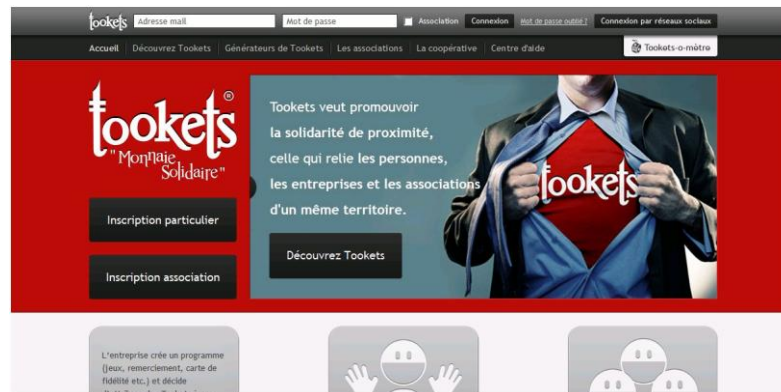 tookets Adresse mail Mot de passe Association Connexion Mot de passe oublié ? Connexion par réseaux sociaux
Accueil Découvrez Tookets Générateurs de Tookets Les associations La coopérative Centre d'aide Tookets-o-mètre
tookets®
"Monnaie
Solidaire"
Inscription particulier
Inscription association
Tookets veut promouvoir
la solidarité de proximité,
celle qui relie les personnes,
les entreprises et les associations
d'un même territoire.
Découvrez Tookets
tookets
L'entreprise crée un programme
(jeux, remerciement, carte de
fidélité etc.) et décide